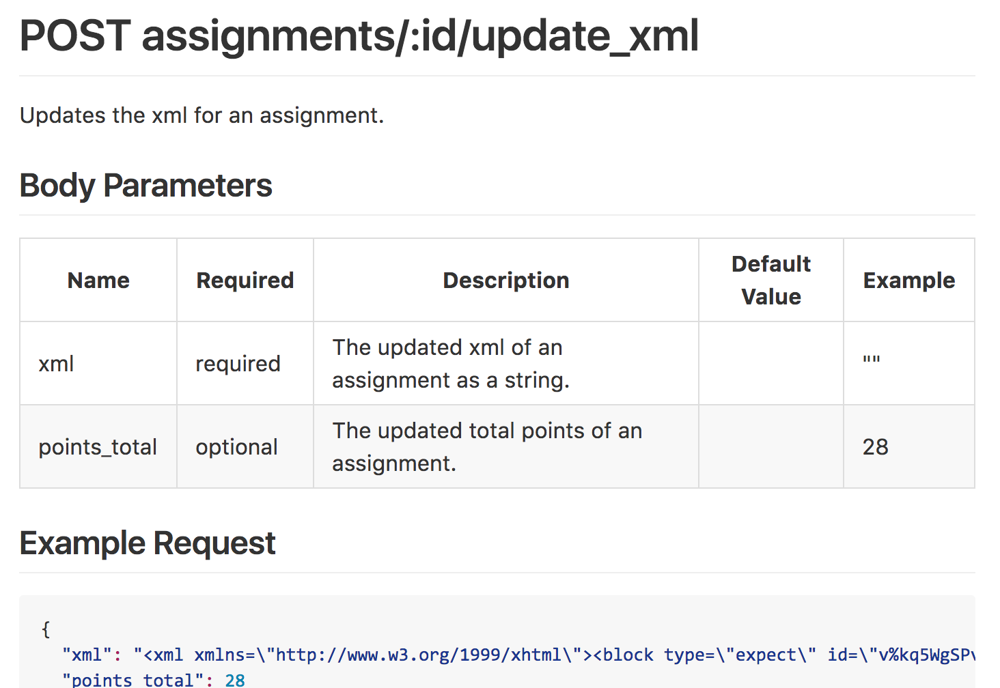 POST assignments/:id/update_xml
Updates the xml for an assignment.
Body Parameters
Name Required Description Default Value Example
xml required The updated xml of an assignment as a string. ""
points_total optional The updated total points of an assignment. 28
Example Request
{
"xml": "<xml xmlns=\"http://www.w3.org/1999/xhtml\"><block type=\"expect\" id=\"v%kq5WgSPv
"points_total": 28